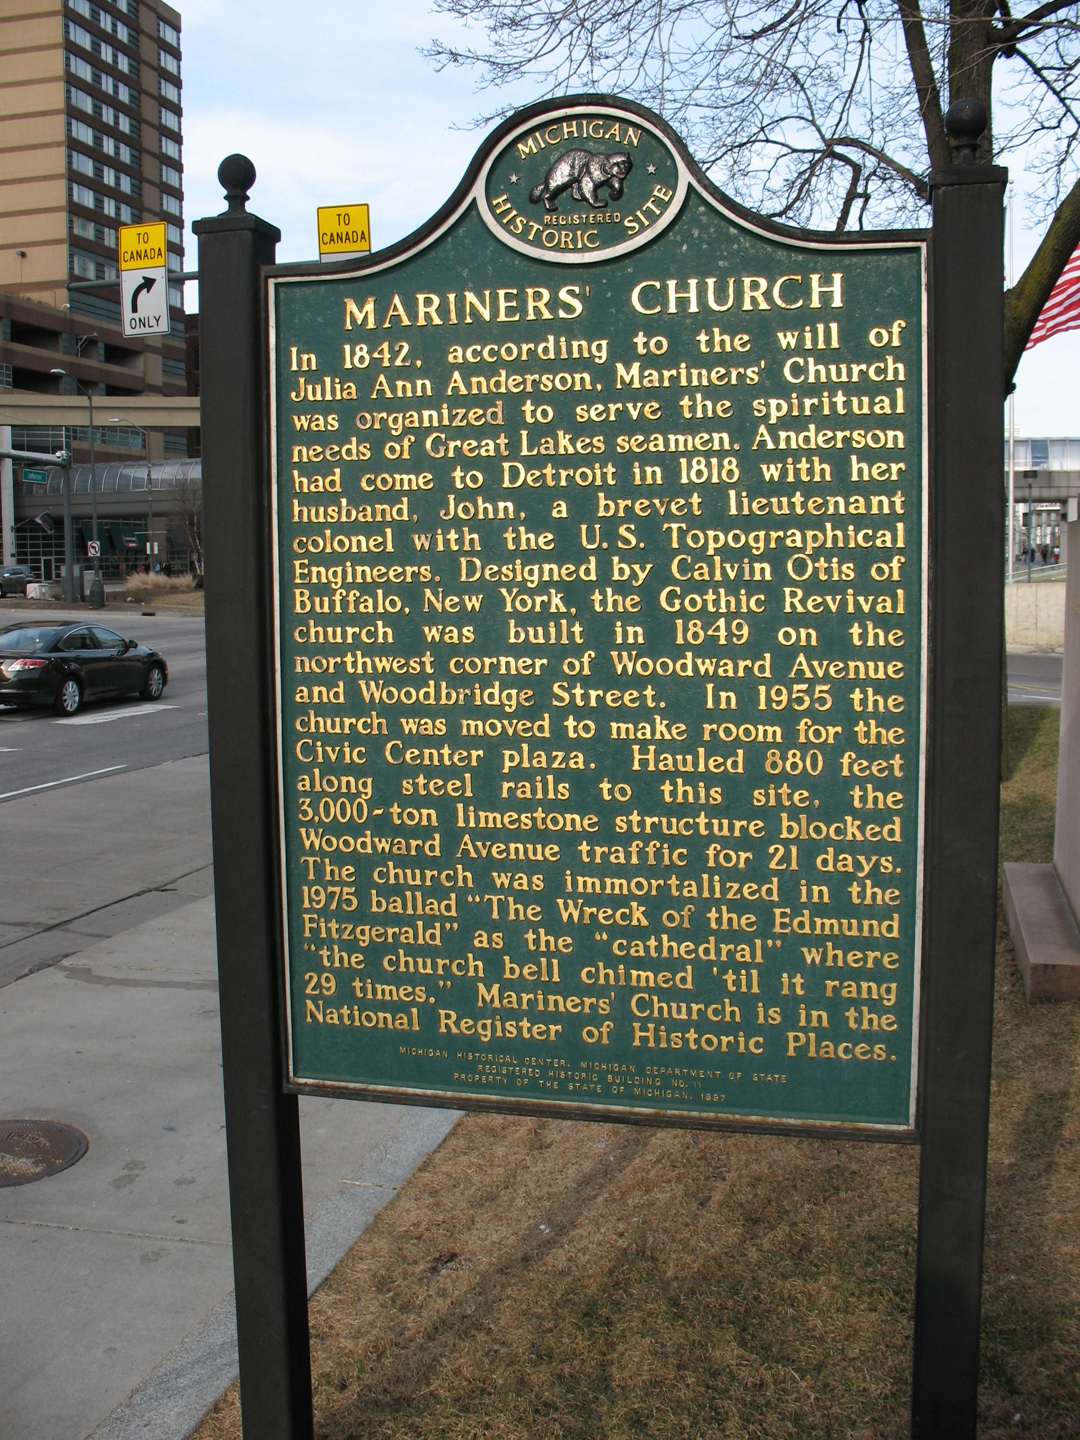 TO
CANADA
ONLY
TO
CANADA
MICHIGAN
REGISTERED
HISTORIC SITE
MARINERS' CHURCH
In 1842, according to the will of
Julia Ann Anderson, Mariners' Church
was organized to serve the spiritual
needs of Great Lakes seamen. Anderson
had come to Detroit in 1818 with her
husband, John, a brevet lieutenant
colonel with the U.S. Topographical
Engineers. Designed by Calvin Otis of
Buffalo, New York, the Gothic Revival
church was built in 1849 on the
northwest corner of Woodward Avenue
and Woodbridge Street. In 1955 the
church was moved to make room for the
Civic Center plaza. Hauled 880 feet
along steel rails to this site, the
3,000-ton limestone structure blocked
Woodward Avenue traffic for 21 days.
The church was immortalized in the
1975 ballad "The Wreck of the Edmund
Fitzgerald" as the "cathedral" where
"the church bell chimed 'til it rang
29 times." Mariners' Church is in the
National Register of Historic Places.
MICHIGAN HISTORICAL CENTER, MICHIGAN DEPARTMENT OF STATE
REGISTERED HISTORIC BUILDING NO. 11
PROPERTY OF THE STATE OF MICHIGAN, 1997